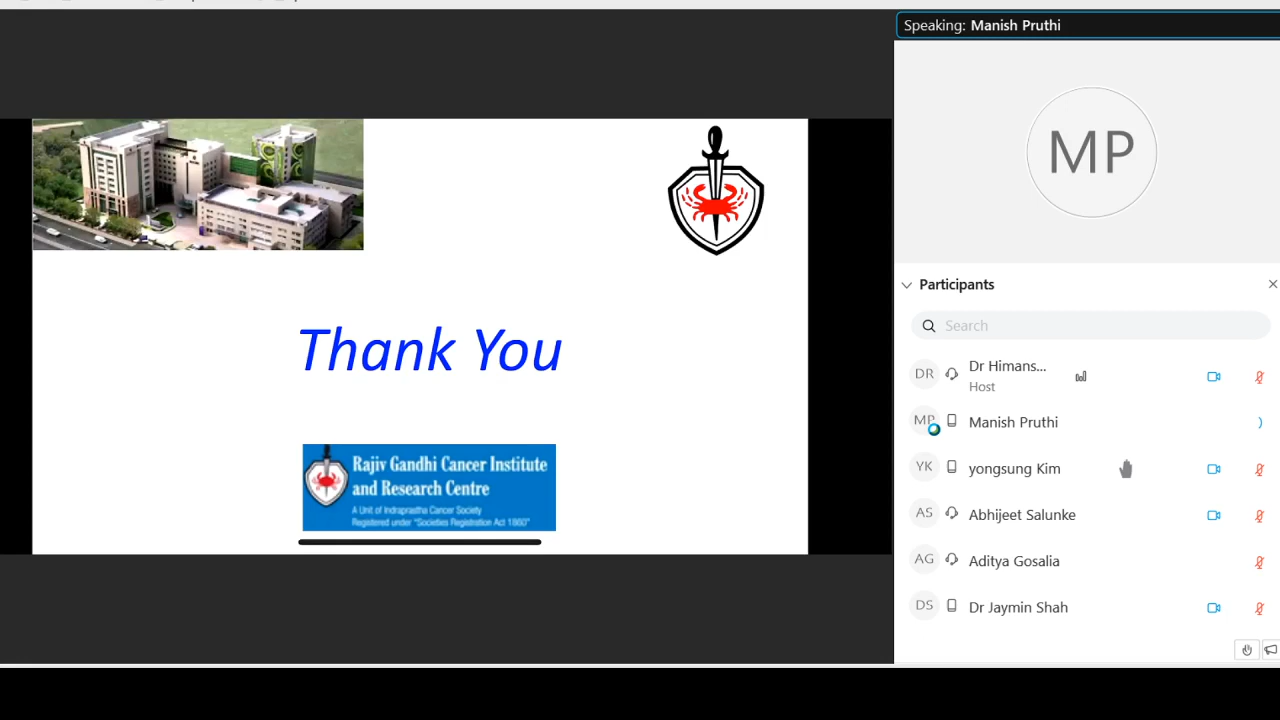 Speaking: Manish Pruthi
MP
Thank You
Rajiv Gandhi Cancer Institute
and Research Centre
A Unit of Indraprastha Cancer Society
Registered under "Societies Registration Act 1860"
Participants
Search
DR
Dr Himans...
Host
MP
Manish Pruthi
YK
yongsung Kim
AS
Abhijeet Salunke
AG
Aditya Gosalia
DS
Dr Jaymin Shah